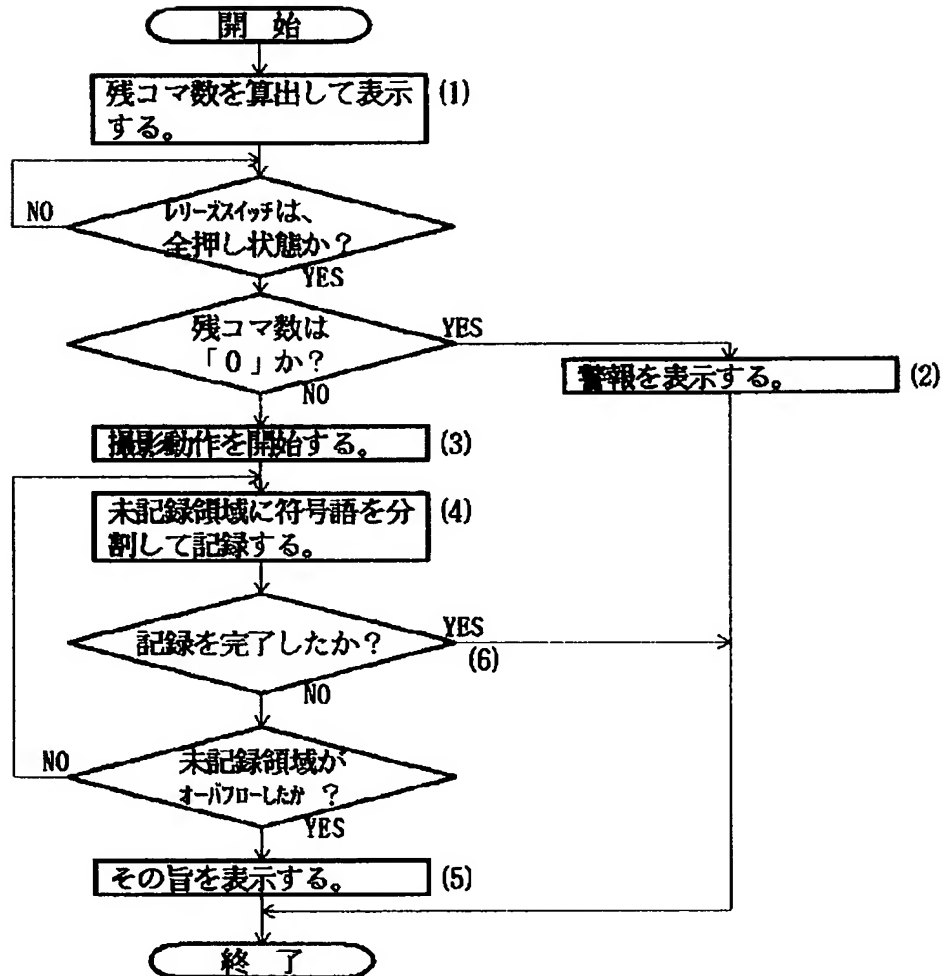 開 始
残コマ数を算出して表示 (1)
する。
NO
レリーズスイッチは、
全押し状態か?
YES
残コマ数は
「0」か?
YES
NO
警報を表示する。 (2)
撮影動作を開始する。 (3)
未記録領域に符号語を分 (4)
割して記録する。
記録を完了したか?
YES
(6)
NO
NO
未記録領域が
オーバフローしたか ?
YES
その旨を表示する。 (5)
終 了